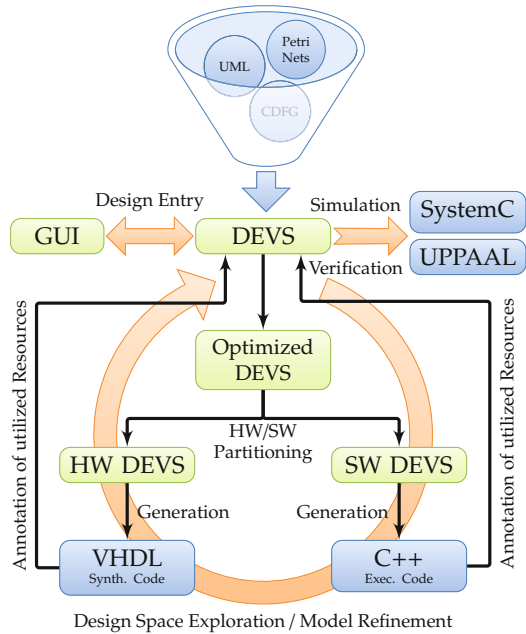 Petri
Nets
UML
CDFG
Design Entry
Simulation
SystemC
GUI
DEVS
UPPAAL
Verification
Optimized
DEVS
HW/SW
Partitioning
HW DEVS
SW DEVS
Generation
Generation
VHDL
Synth. Code
C++
Exec. Code
Annotation of utilized Resources
Annotation of utilized Resources
Design Space Exploration / Model Refinement